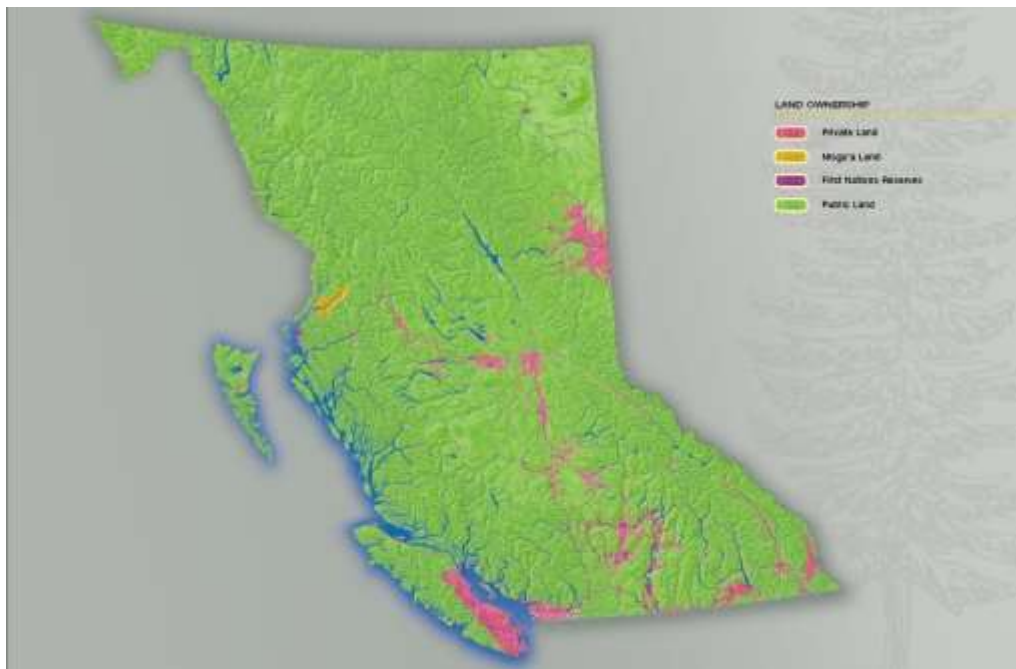 LAND OWNERSHIP
Private Land
Nisga'a Land
First Nations Reserves
Public Land